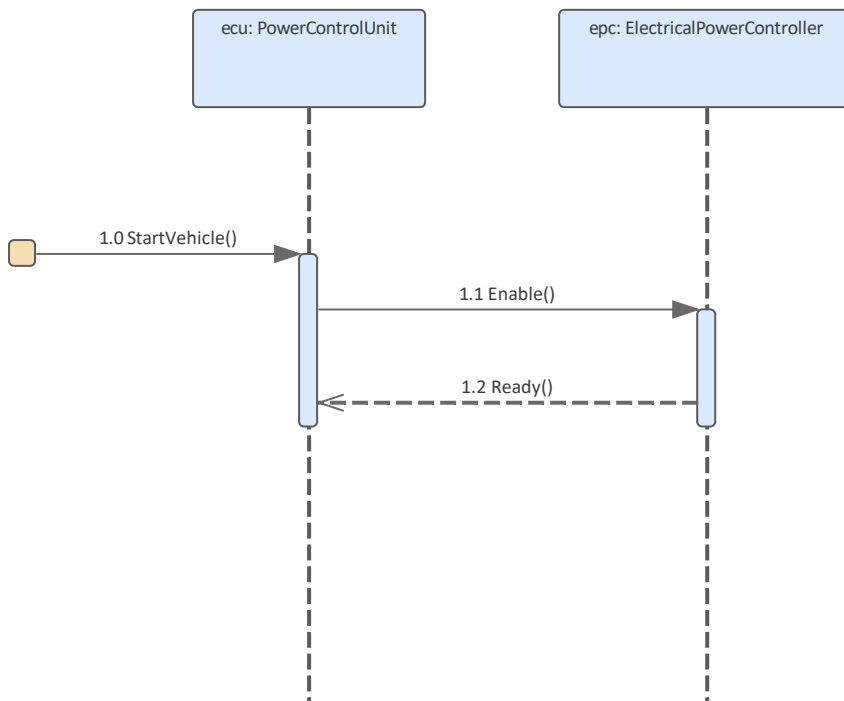 ecu: PowerControlUnit
epc: ElectricalPowerController
1.0 StartVehicle()
1.1 Enable()
1.2 Ready()